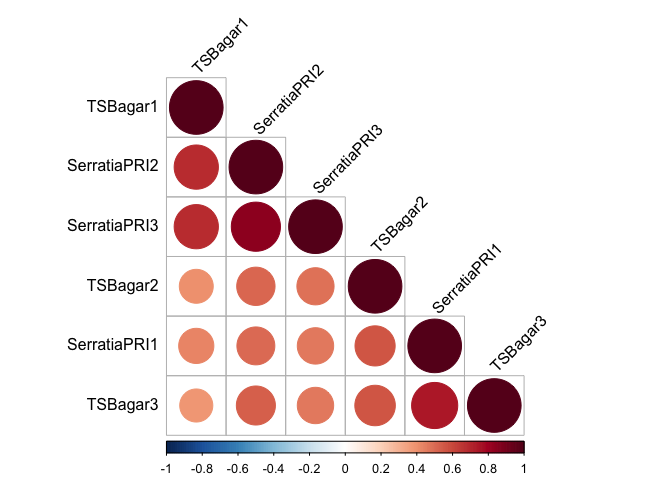 TSBagar1
SerratiaPRI2
SerratiaPRI3
TSBagar2
SerratiaPRI1
TSBagar3
TSBagar1
SerratiaPRI2
SerratiaPRI3
TSBagar2
SerratiaPRI1
TSBagar3
-1 -0.8 -0.6 -0.4 -0.2 0 0.2 0.4 0.6 0.8 1